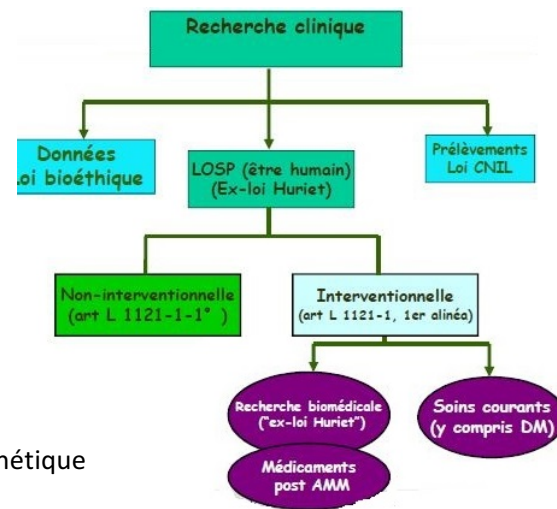 Recherche clinique
Données
Loi bioéthique
LOSP (être humain)
(Ex-loi Huriet)
Prélèvements
Loi CNIL
Non-interventionnelle
(art L 1121-1-1° )
Interventionnelle
(art L 1121-1, 1er alinéa)
Recherche biomédicale
("ex-loi Huriet")
Soins courants
(y compris DM)
Médicaments
post AMM
nétique